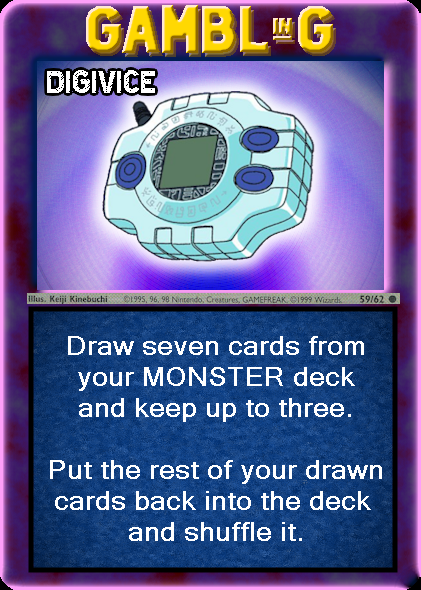 GAMBL IN G
DIGIVICE
Illus. Keiji Kinebuchi ©1995, 96, 98 Nintendo, Creatures, GAMEFREAK. ©1999 Wizards. 59/62
Draw seven cards from
your MONSTER deck
and keep up to three.
Put the rest of your drawn
cards back into the deck
and shuffle it.